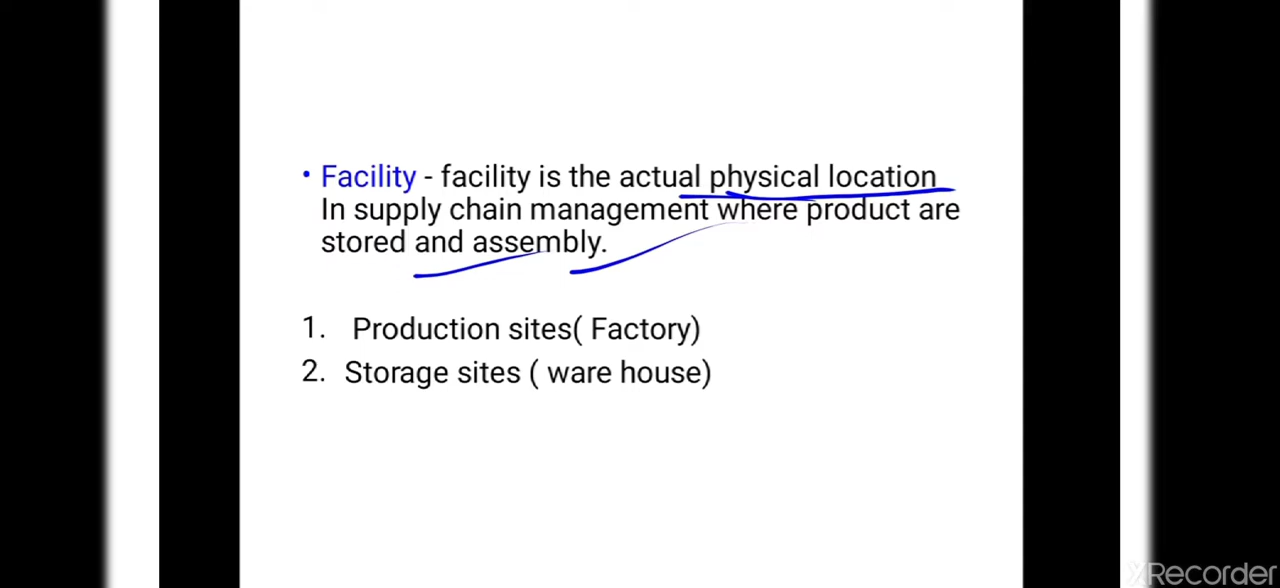 • Facility - facility is the actual physical location
In supply chain management where product are
stored and assembly.
1. Production sites( Factory)
2. Storage sites ( ware house)
XRecorder